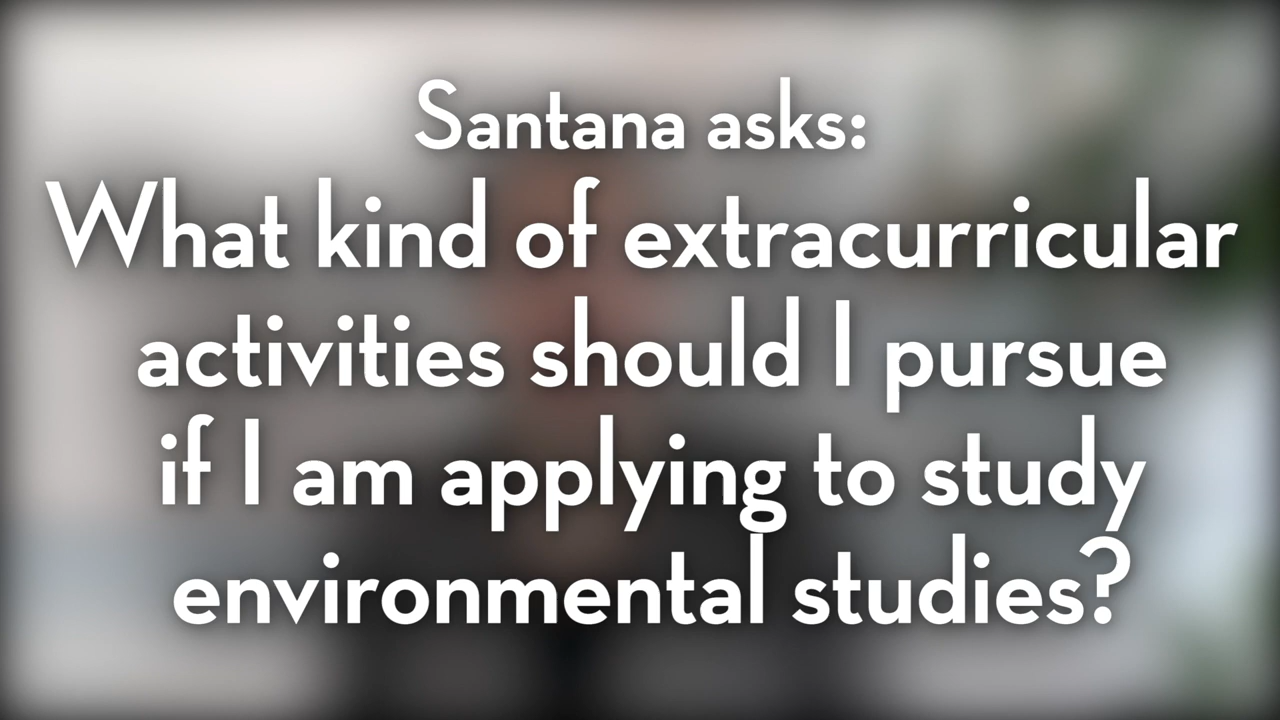 Santana asks:
What kind of extracurricular
activities should I pursue
if I am applying to study
environmental studies?